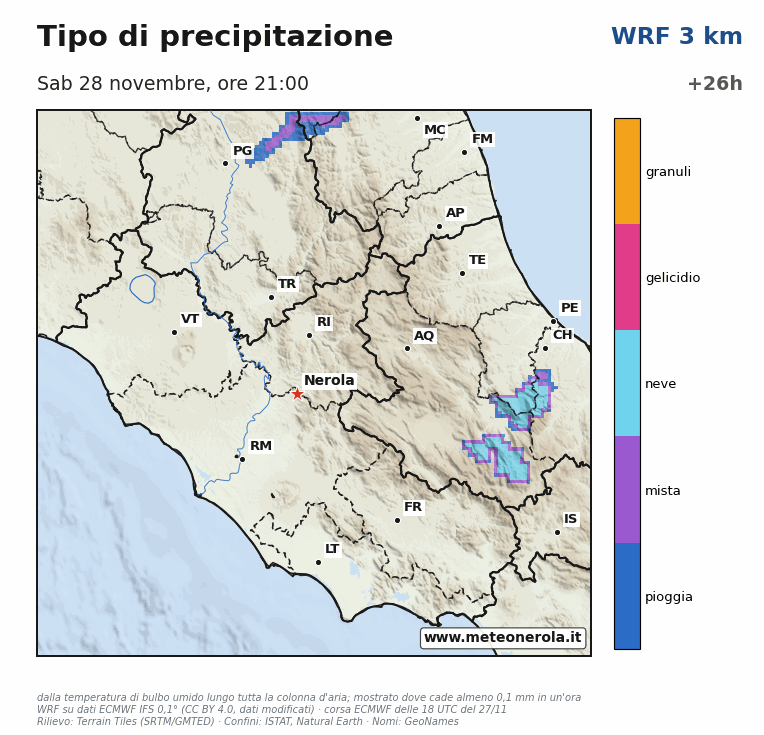 Tipo di precipitazione
WRF 3 km
Sab 28 novembre, ore 21:00
+26h
MC
FM
PG
AP
TE
TR
PE
VT
RI
AQ
CH
Nerola
RM
FR
IS
LT
www.meteonerola.it
granuli
gelicidio
neve
mista
pioggia
dalla temperatura di bulbo umido lungo tutta la colonna d'aria; mostrato dove cade almeno 0,1 mm in un'ora
WRF su dati ECMWF IFS 0,1° (CC BY 4.0, dati modificati) · corsa ECMWF delle 18 UTC del 27/11
Rilievo: Terrain Tiles (SRTM/GMTED) · Confini: ISTAT, Natural Earth · Nomi: GeoNames